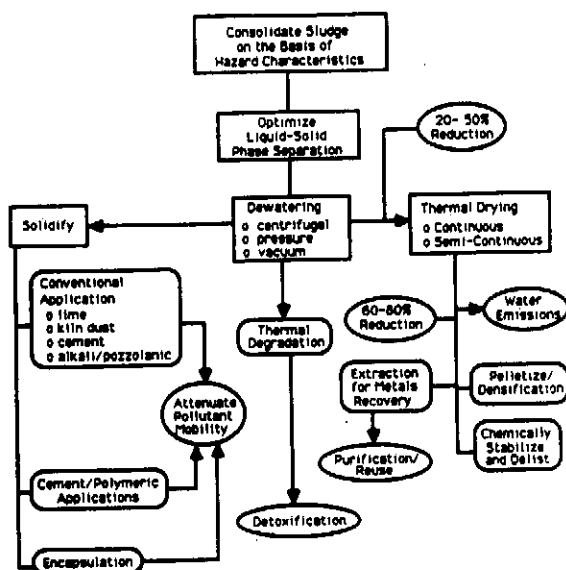 Consolidate Sludge
on the Basis of
Hazard Characteristics
Optimize
Liquid-Solid
Phase Separation
20- 50%
Reduction
Solidify
Dewatering
o centrifugal
o pressure
o vacuum
Thermal Drying
o Continuous
o Semi-Continuous
Conventional
Application
o lime
o kiln dust
o cement
o alkali/pozzolanic
Thermal
Degradation
60-80%
Reduction
Water
Emissions
Extraction
for Metals
Recovery
Pelletize/
Densification
Attenuate
Pollutant
Mobility
Chemically
Stabilize
and Delist
Purification/
Reuse
Cement/Polymeric
Applications
Detoxification
Encapsulation